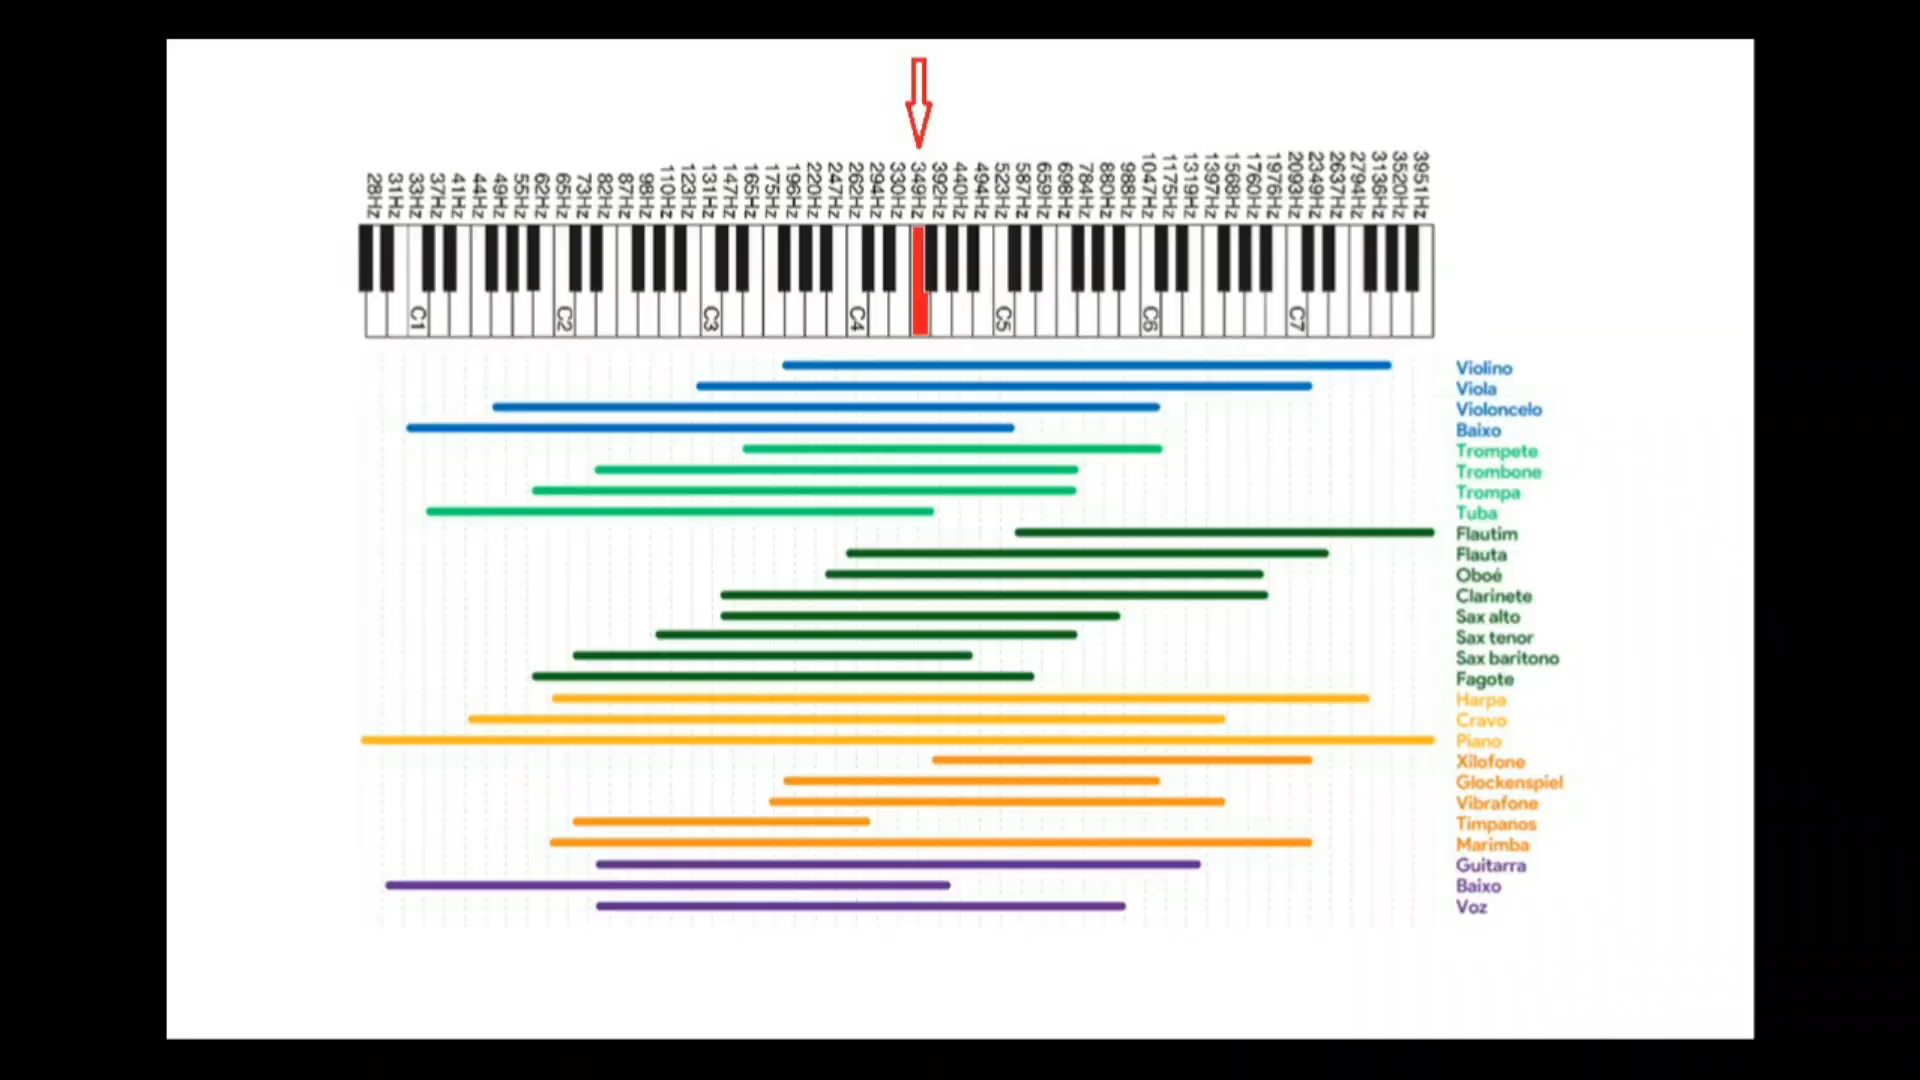 28Hz 31Hz 33Hz 37Hz 41Hz 44Hz 49Hz 55Hz 62Hz 65Hz 73Hz 82Hz 87Hz 98Hz 110Hz 123Hz 131Hz 147Hz 165Hz 175Hz 196Hz 220Hz 247Hz 262Hz 294Hz 330Hz 349Hz 392Hz 440Hz 494Hz 523Hz 587Hz 659Hz 698Hz 784Hz 880Hz 988Hz 1047Hz 1175Hz 1319Hz 1397Hz 1568Hz 1760Hz 1976Hz 2093Hz 2349Hz 2637Hz 2794Hz 3136Hz 3520Hz 3951Hz
C1 C2 C3 C4 C5 C6 C7
Violino
Viola
Violoncelo
Baixo
Trompete
Trombone
Trompa
Tuba
Flautim
Flauta
Oboé
Clarinete
Sax alto
Sax tenor
Sax baritono
Fagote
Harpa
Cravo
Piano
Xilofone
Glockenspiel
Vibrafone
Timpanos
Marimba
Guitarra
Baixo
Voz